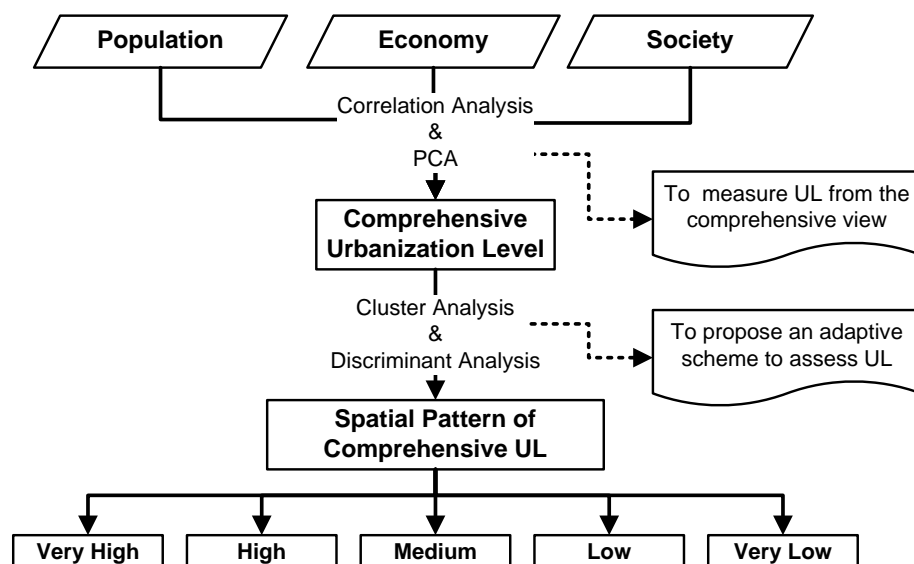 Population
Economy
Society
Correlation Analysis
&
PCA
To measure UL from the
comprehensive view
Comprehensive
Urbanization Level
Cluster Analysis
&
Discriminant Analysis
To propose an adaptive
scheme to assess UL
Spatial Pattern of
Comprehensive UL
Very High
High
Medium
Low
Very Low